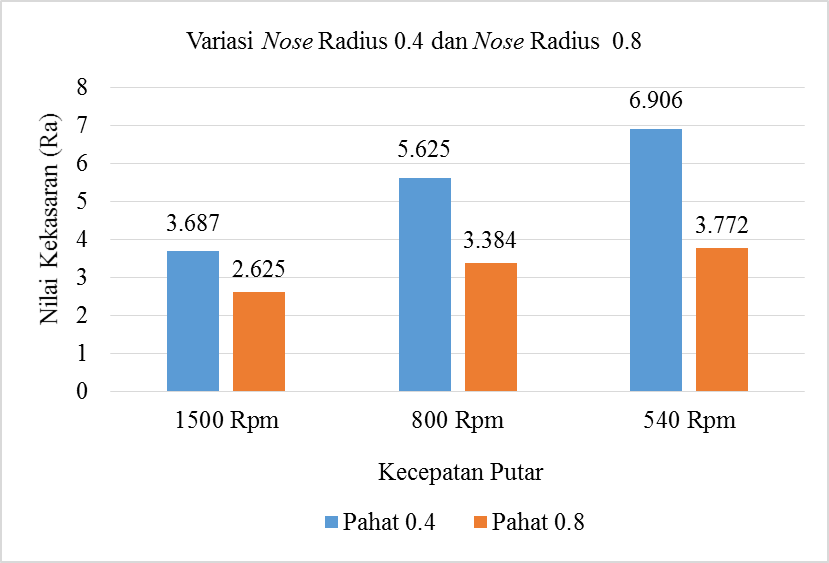 Variasi Nose Radius 0.4 dan Nose Radius 0.8
Nilai Kekasaran (Ra)
8
7
6
5
4
3
2
1
0
3.687
2.625
5.625
3.384
6.906
3.772
1500 Rpm
800 Rpm
540 Rpm
Kecepatan Putar
Pahat 0.4
Pahat 0.8